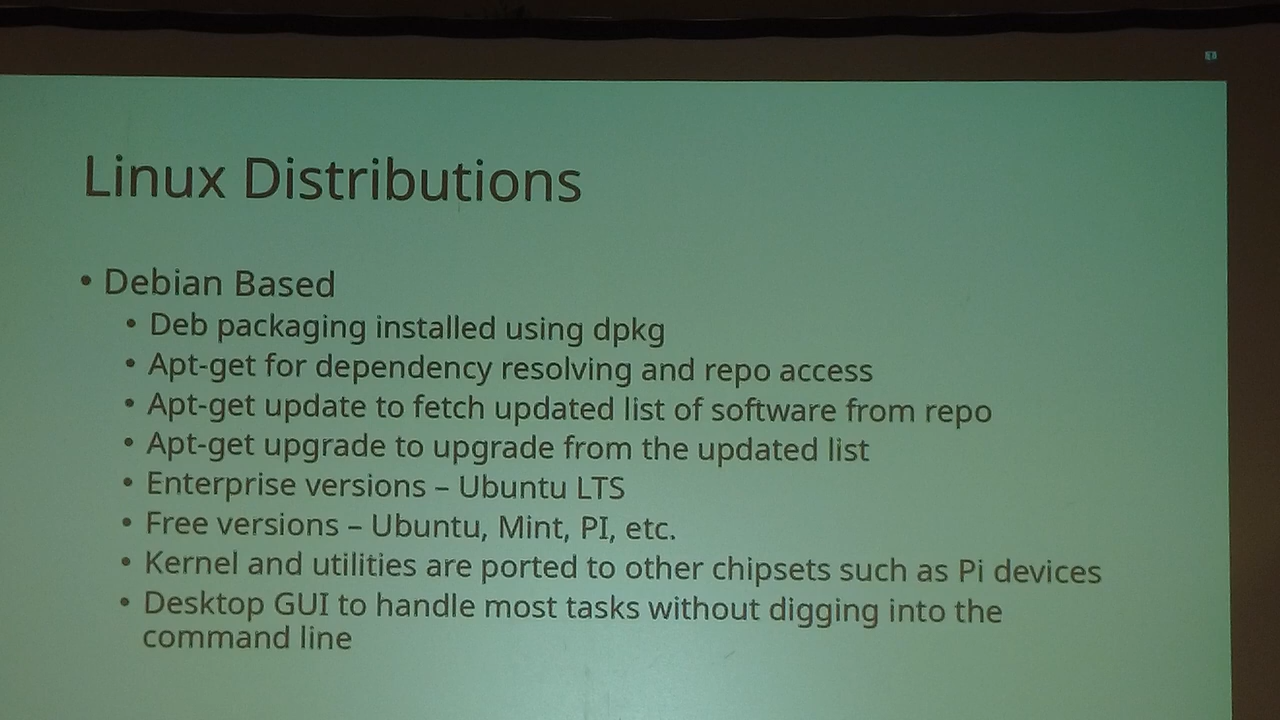 Linux Distributions
• Debian Based
• Deb packaging installed using dpkg
• Apt-get for dependency resolving and repo access
• Apt-get update to fetch updated list of software from repo
• Apt-get upgrade to upgrade from the updated list
• Enterprise versions – Ubuntu LTS
• Free versions – Ubuntu, Mint, PI, etc.
• Kernel and utilities are ported to other chipsets such as Pi devices
• Desktop GUI to handle most tasks without digging into the
command line